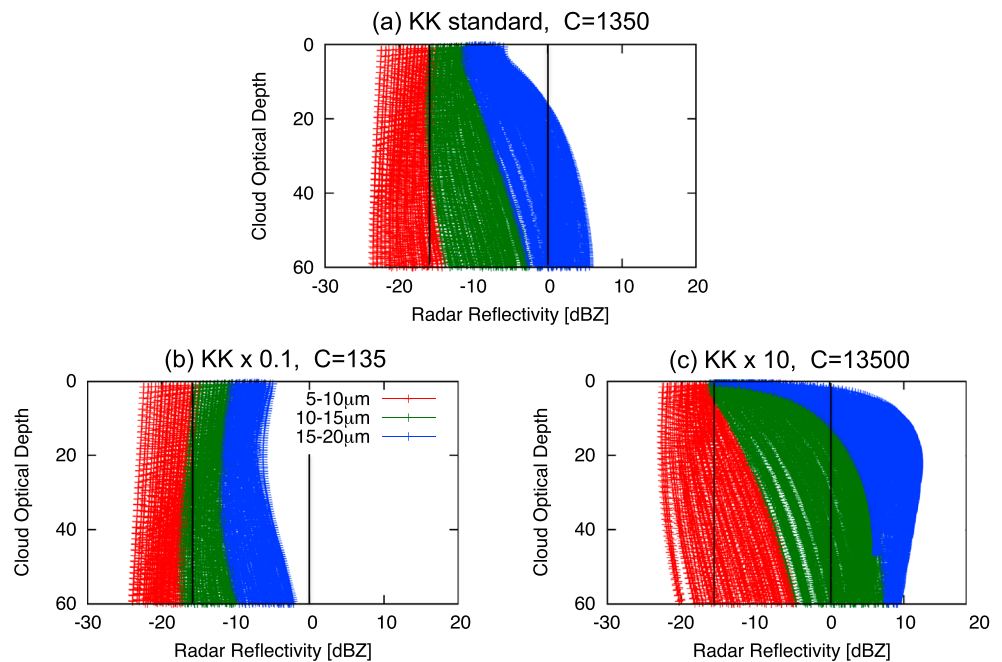 (a) KK standard, C=1350
0
20
40
60
Cloud Optical Depth
-30 -20 -10 0 10 20
Radar Reflectivity [dBZ]
(b) KK x 0.1, C=135
0
20
40
60
Cloud Optical Depth
5-10μm
10-15μm
15-20μm
-30 -20 -10 0 10 20
Radar Reflectivity [dBZ]
(c) KK x 10, C=13500
0
20
40
60
Cloud Optical Depth
-30 -20 -10 0 10 20
Radar Reflectivity [dBZ]